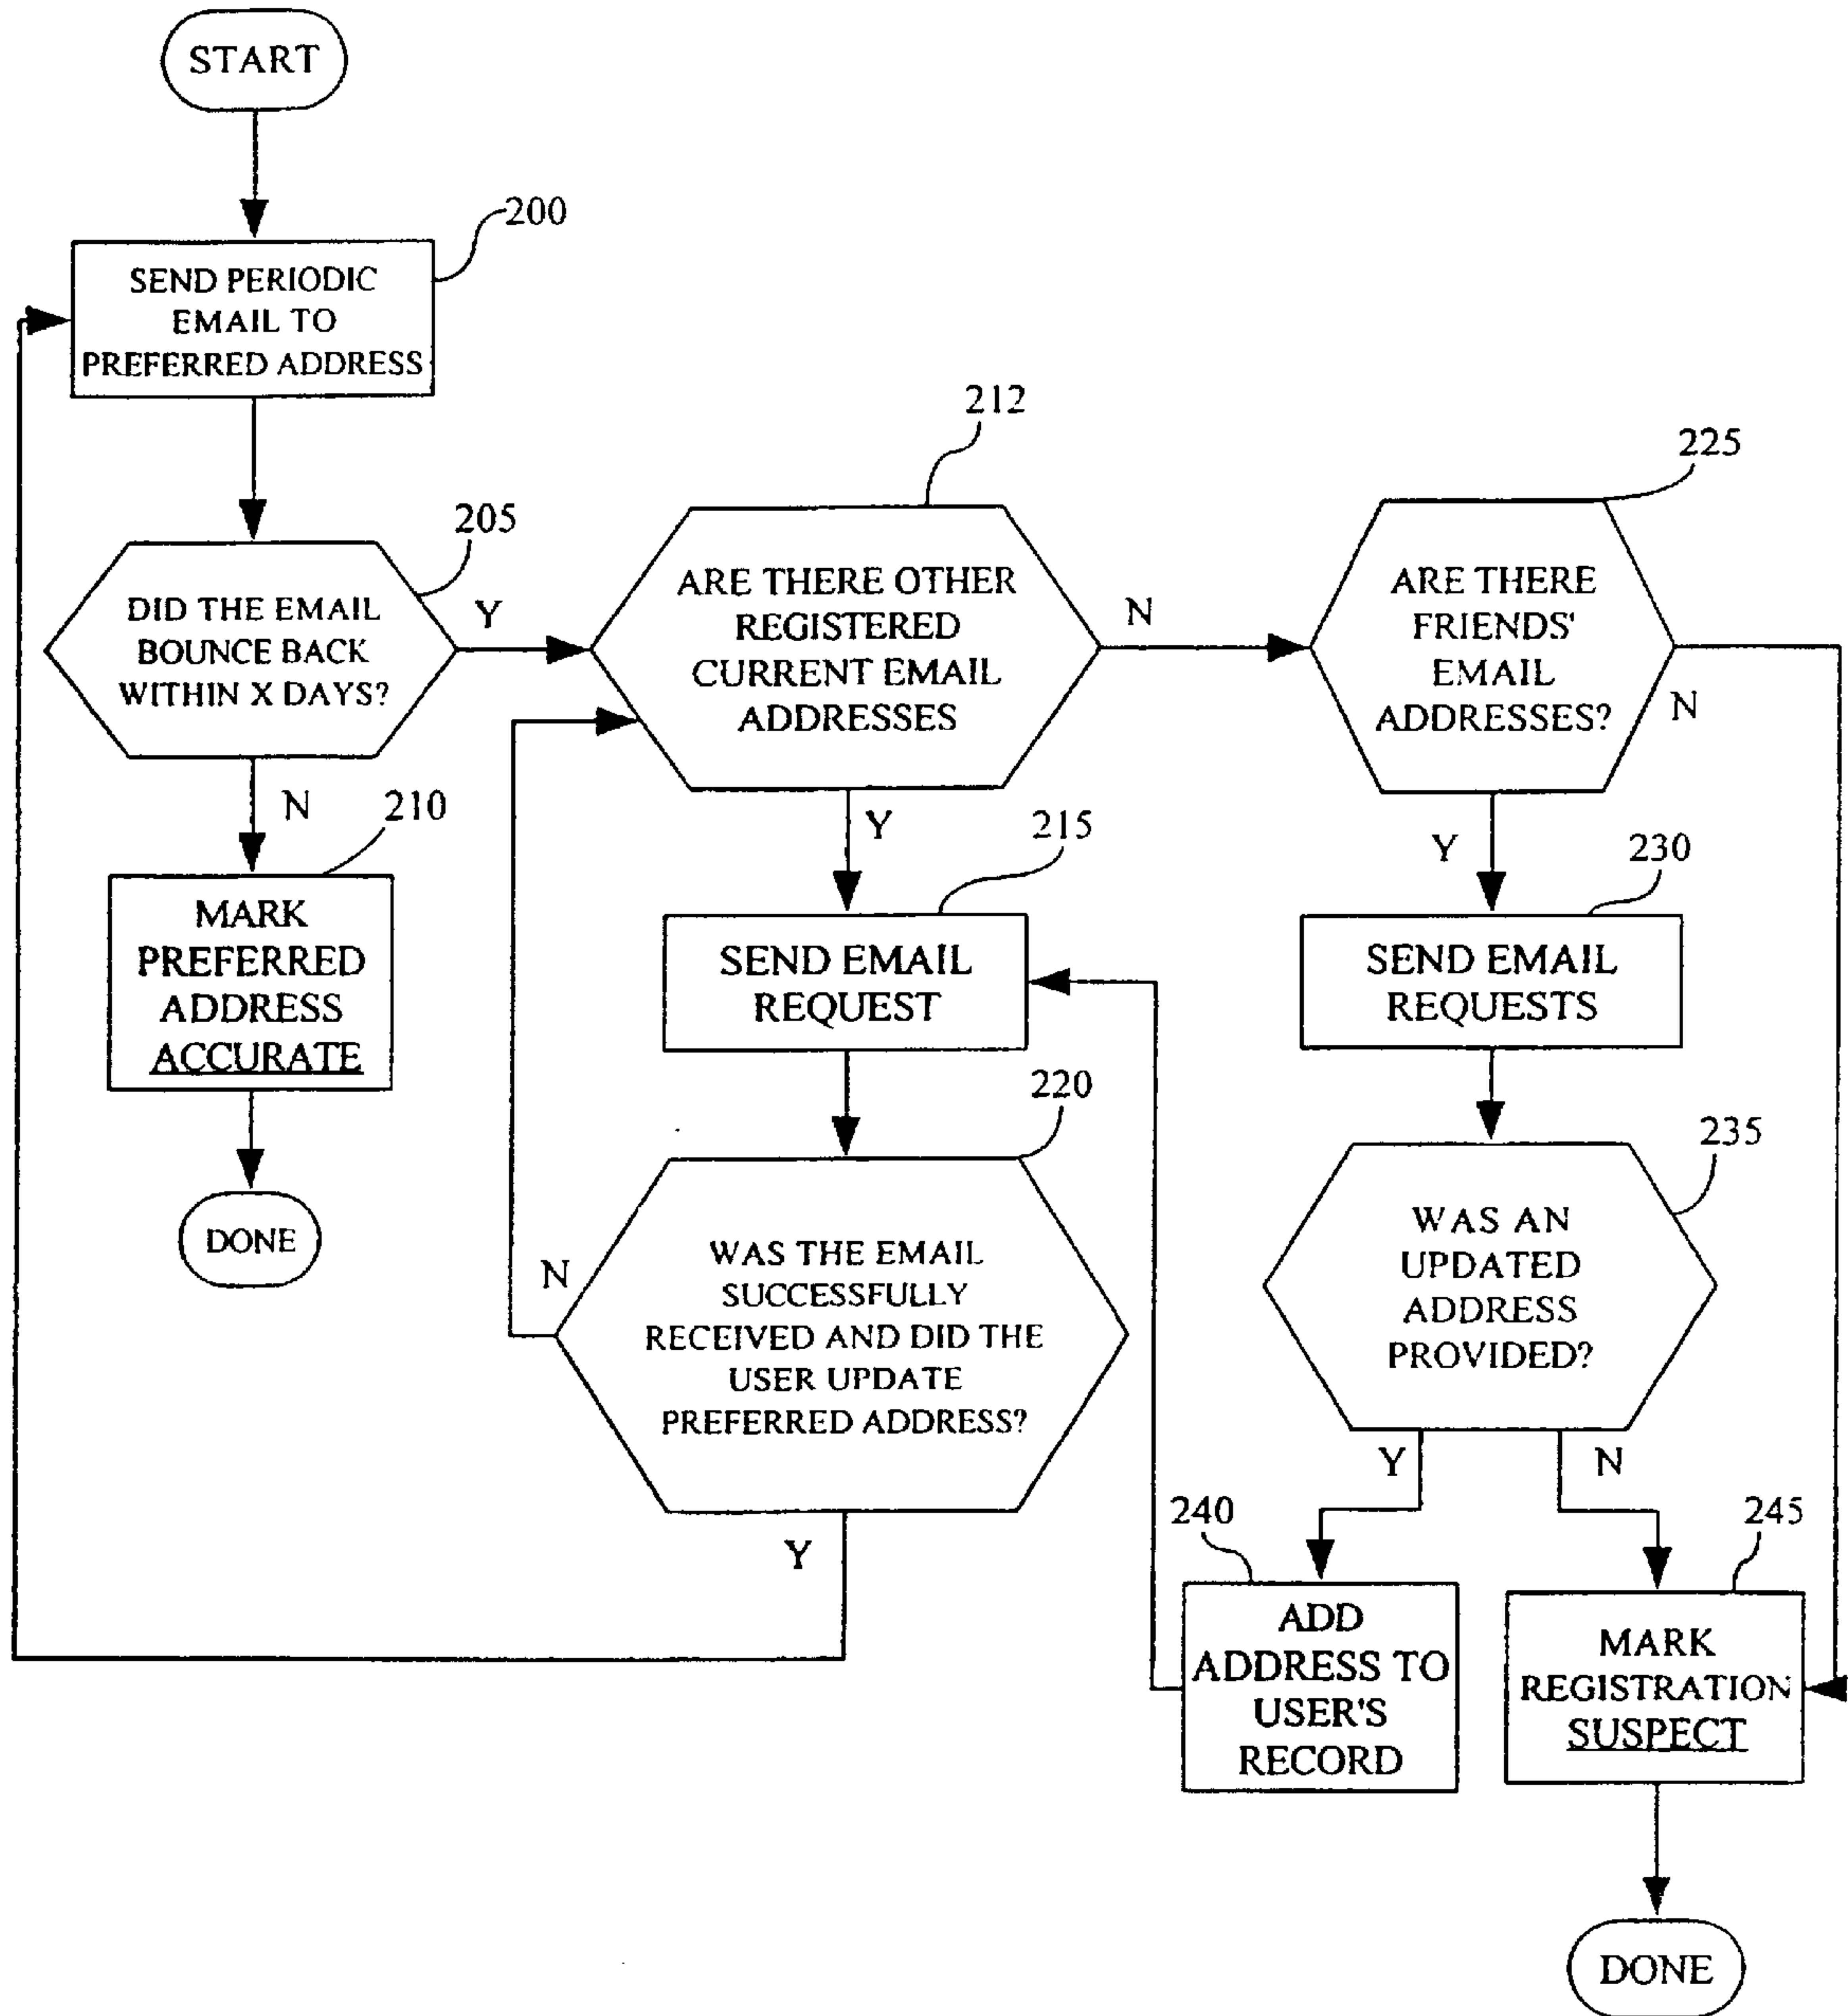 START
200
SEND PERIODIC
EMAIL TO
PREFERRED ADDRESS
205
DID THE EMAIL
BOUNCE BACK
WITHIN X DAYS?
Y
N
210
MARK
PREFERRED
ADDRESS
ACCURATE
DONE
212
ARE THERE OTHER
REGISTERED
CURRENT EMAIL
ADDRESSES
N
Y
215
SEND EMAIL
REQUEST
220
WAS THE EMAIL
SUCCESSFULLY
RECEIVED AND DID THE
USER UPDATE
PREFERRED ADDRESS?
N
Y
225
ARE THERE
FRIENDS'
EMAIL
ADDRESSES?
N
Y
230
SEND EMAIL
REQUESTS
235
WAS AN
UPDATED
ADDRESS
PROVIDED?
Y
N
240
ADD
ADDRESS TO
USER'S
RECORD
245
MARK
REGISTRATION
SUSPECT
DONE